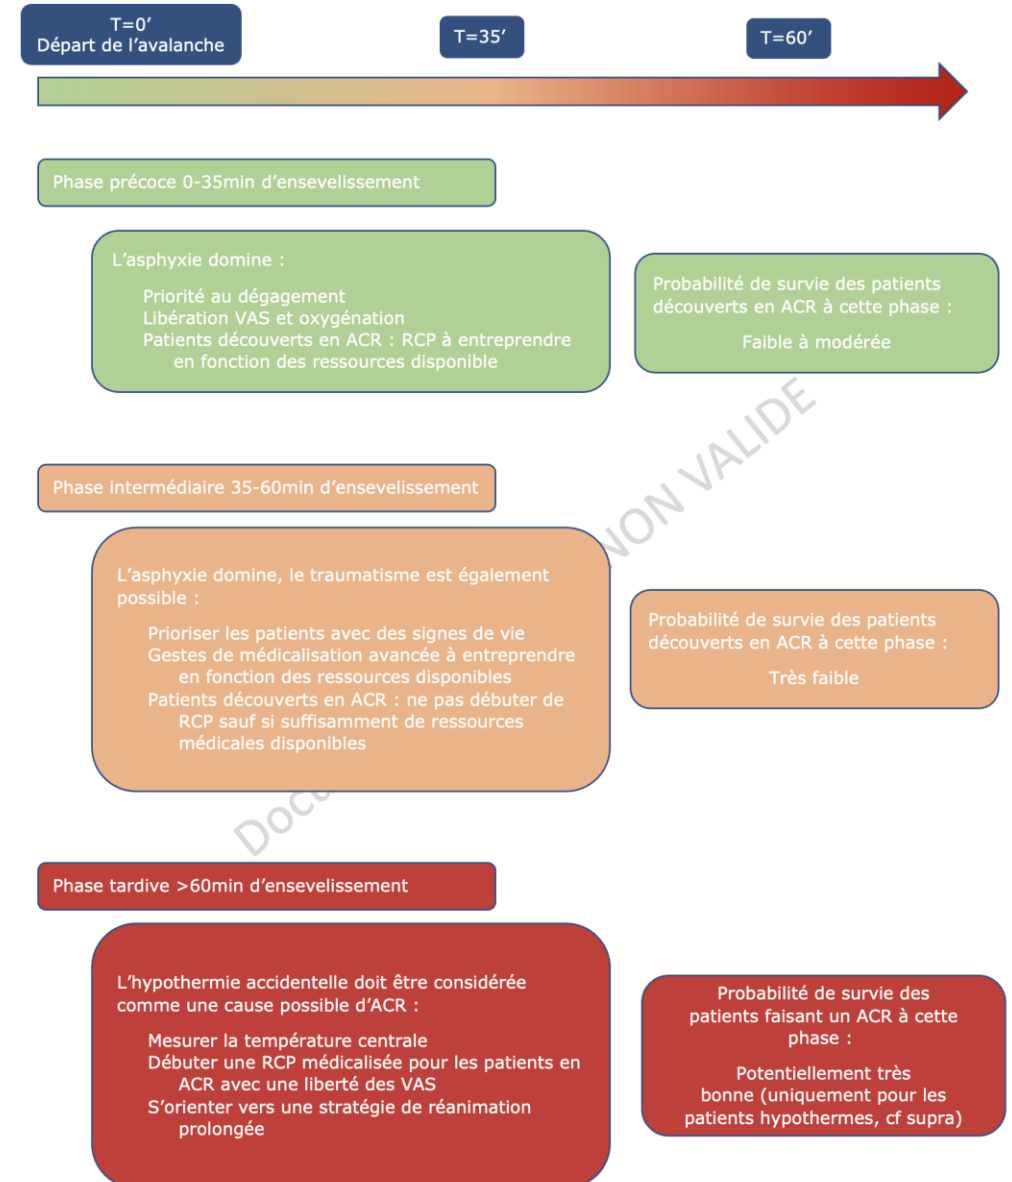 T=0’
Départ de l’avalanche
T=35’
T=60’
Phase précoce 0-35min d’ensevelissement
L’asphyxie domine :
Priorité au dégagement
Libération VAS et oxygénation
Patients découverts en ACR : RCP à entreprendre
en fonction des ressources disponible
Probabilité de survie des patients
découverts en ACR à cette phase :
Faible à modérée
Phase intermédiaire 35-60min d’ensevelissement
L’asphyxie domine, le traumatisme est également
possible :
Prioriser les patients avec des signes de vie
Gestes de médicalisation avancée à entreprendre
en fonction des ressources disponibles
Patients découverts en ACR : ne pas débuter de
RCP sauf si suffisamment de ressources
médicales disponibles
Probabilité de survie des patients
découverts en ACR à cette phase :
Très faible
NON VALIDE
Phase tardive >60min d’ensevelissement
L’hypothermie accidentelle doit être considérée
comme une cause possible d’ACR :
Mesurer la température centrale
Débuter une RCP médicalisée pour les patients en
ACR avec une liberté des VAS
S’orienter vers une stratégie de réanimation
prolongée
Probabilité de survie des
patients faisant un ACR à cette
phase :
Potentiellement très
bonne (uniquement pour les
patients hypothermes, cf supra)